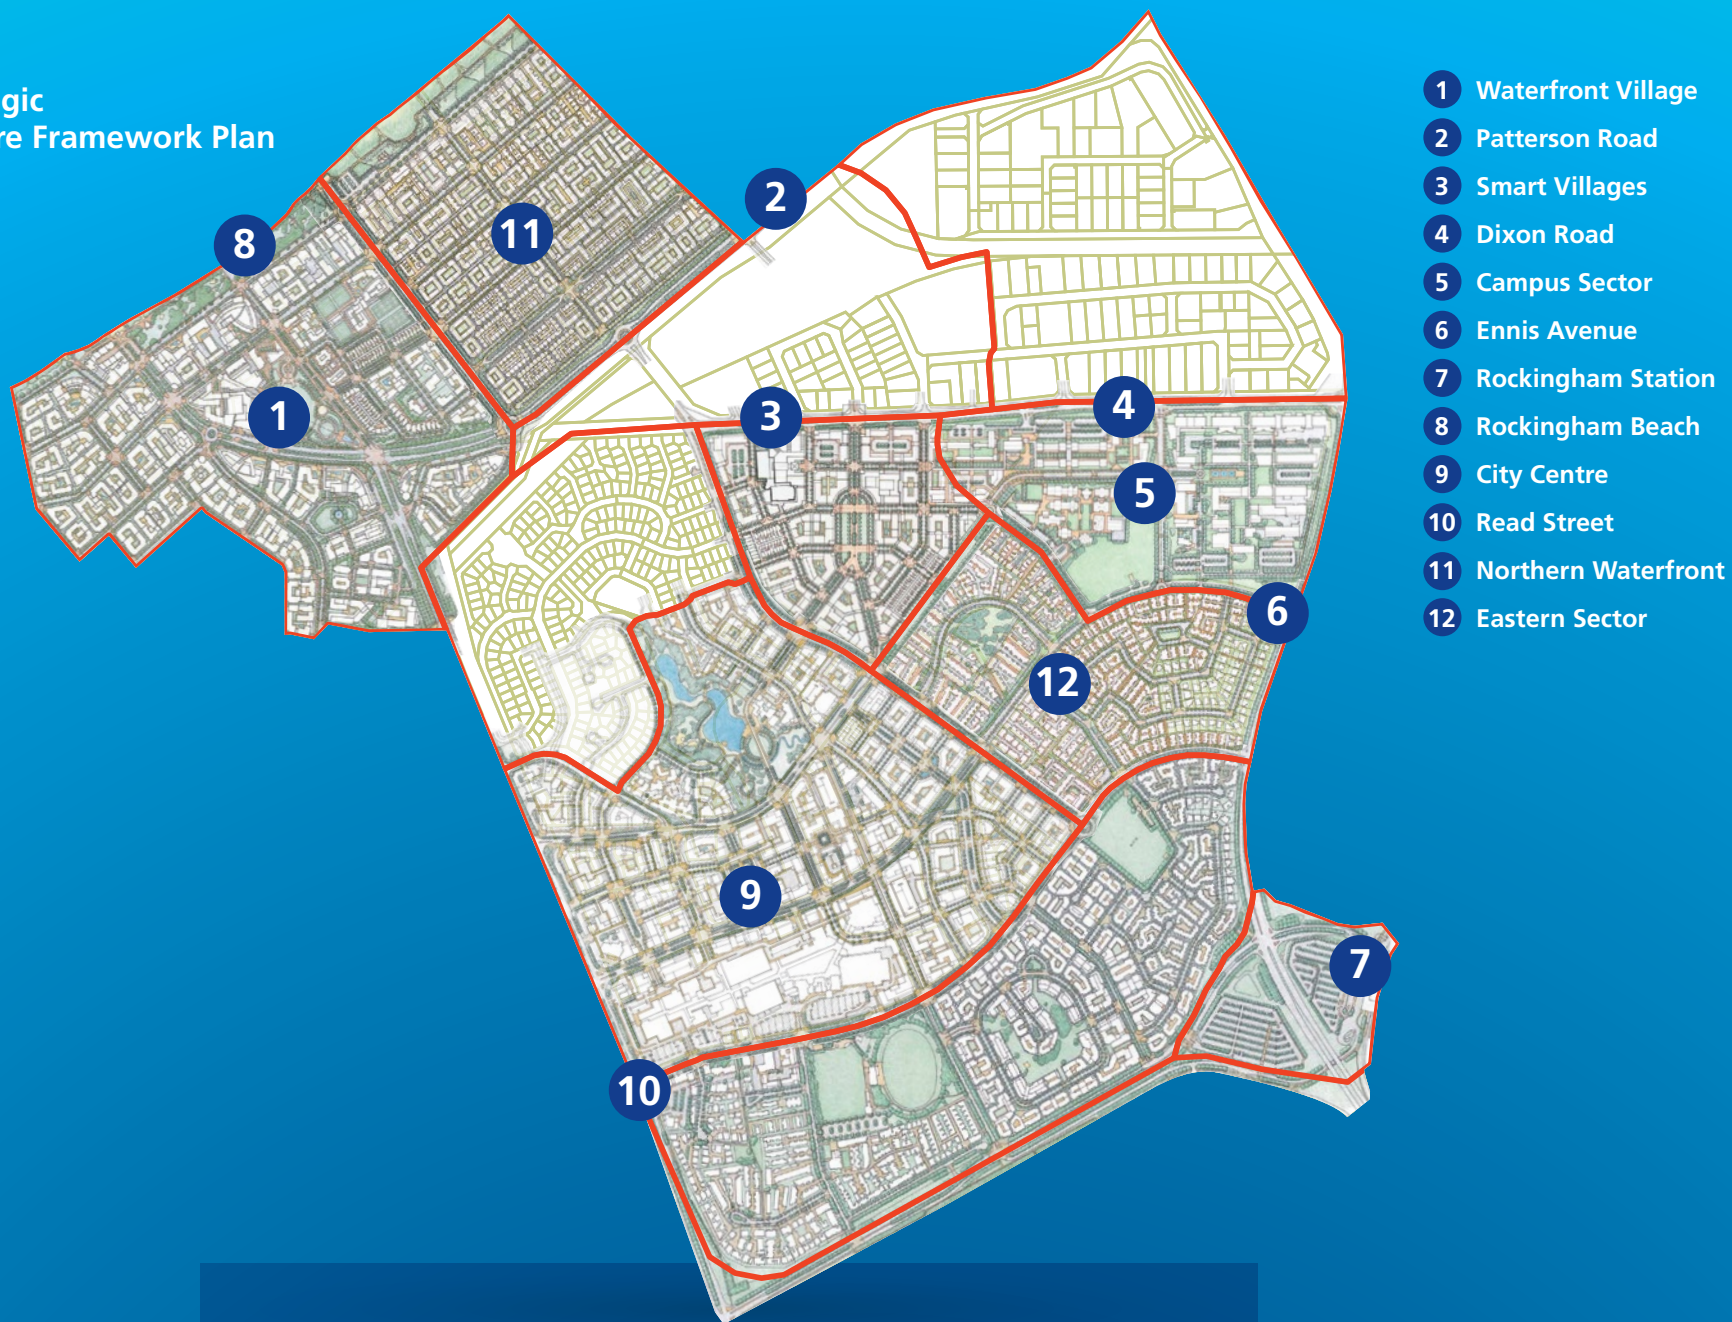 gic
re Framework Plan
1 Waterfront Village
2 Patterson Road
3 Smart Villages
4 Dixon Road
5 Campus Sector
6 Ennis Avenue
7 Rockingham Station
8 Rockingham Beach
9 City Centre
10 Read Street
11 Northern Waterfront
12 Eastern Sector
2
11
8
3
4
1
5
6
12
9
7
10